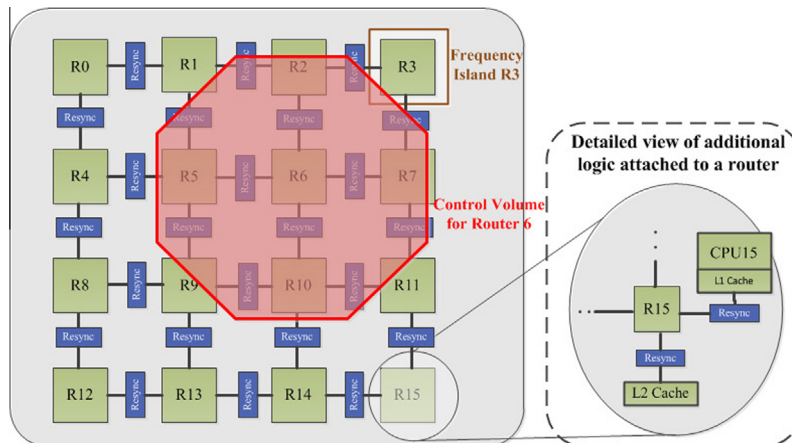 R0 Resync R1 Resync R2 Resync R3
Frequency
Island R3
Resync Resync Resync Resync
R4 Resync R5 Resync R6 Resync R7
Control Volume
for Router 6
Resync Resync Resync Resync
R8 Resync R9 Resync R10 Resync R11
Resync Resync Resync Resync
R12 Resync R13 Resync R14 Resync R15
Detailed view of additional
logic attached to a router
CPU15
L1 Cache
R15
Resync
Resync
L2 Cache